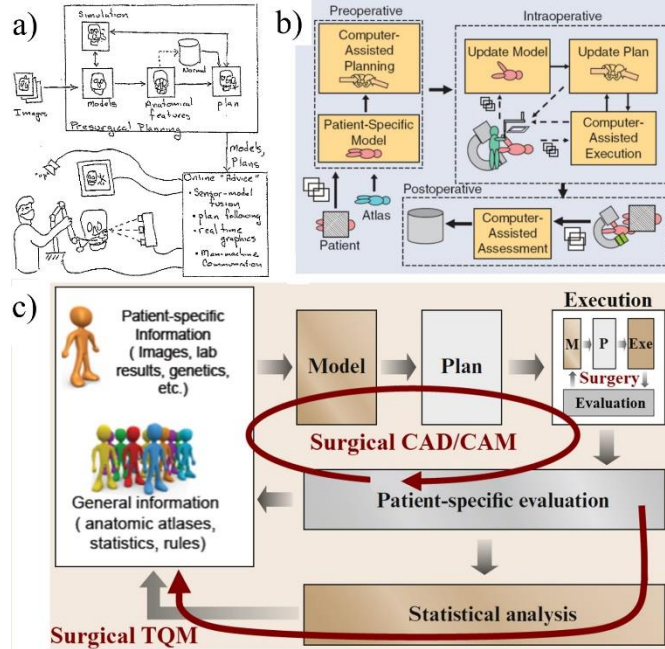 a)
Simulation
Normal
Images
Models
Anatomical
features
plan
Presurgical Planning
models,
Plans
Online "Advice"
• Sensor-model
fusion
• plan following
• real time
graphics
• Man-machine
Communication
b)
Preoperative
Computer-
Assisted
Planning
Patient-Specific
Model
Patient
Atlas
Intraoperative
Update Model
Update Plan
Computer-
Assisted
Execution
Postoperative
Computer-
Assisted
Assessment
c)
Patient-specific
Information
( Images, lab
results, genetics,
etc.)
General information
( anatomic atlases,
statistics, rules)
Model
Plan
Execution
M
P
Exe
Surgery
Evaluation
Surgical CAD/CAM
Patient-specific evaluation
Statistical analysis
Surgical TQM